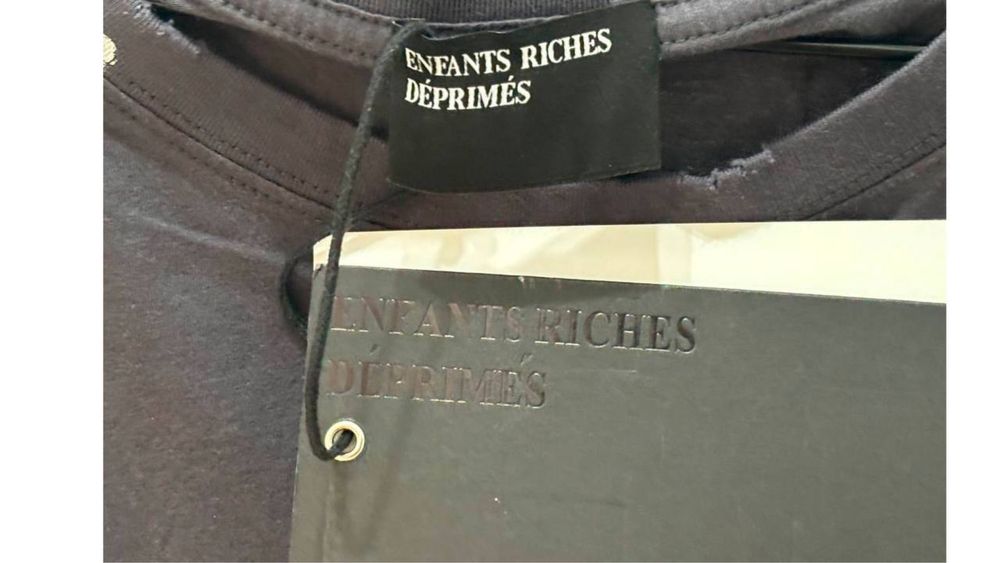 ENFANTS RICHES
DÉPRIMÉS
ENFANTS RICHES
DÉPRIMÉS